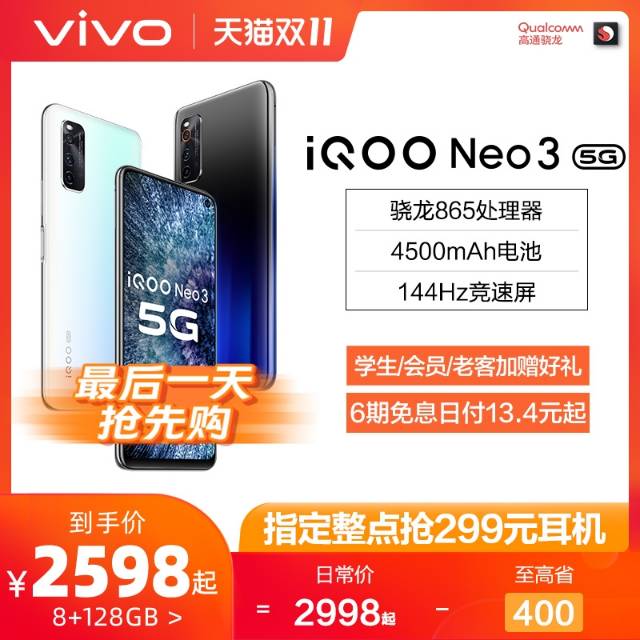 vivo 天猫双11
Qualcomm
高通骁龙
iQOO Neo3 5G
骁龙865处理器
4500mAh电池
144Hz竞速屏
iQOO Neo3
5G
iQOO
学生/会员/老客加赠好礼
6期免息日付13.4元起
最后一天
抢先购
指定整点抢299元耳机
到手价
¥2598起
8+128GB >
=
日常价
2998起
-
至高省
400